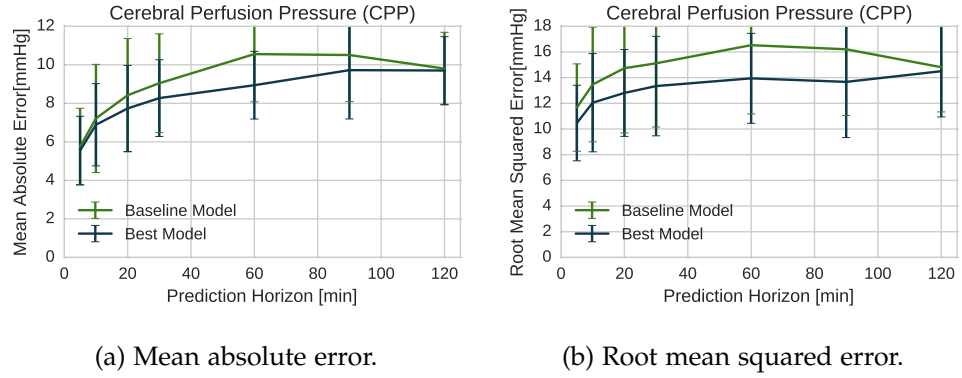 Cerebral Perfusion Pressure (CPP)
Mean Absolute Error[mmHg]
12
10
8
6
4
2
0
Baseline Model
Best Model
0 20 40 60 80 100 120
Prediction Horizon [min]
(a) Mean absolute error.
Cerebral Perfusion Pressure (CPP)
Root Mean Squared Error[mmHg]
18
16
14
12
10
8
6
4
2
0
Baseline Model
Best Model
0 20 40 60 80 100 120
Prediction Horizon [min]
(b) Root mean squared error.